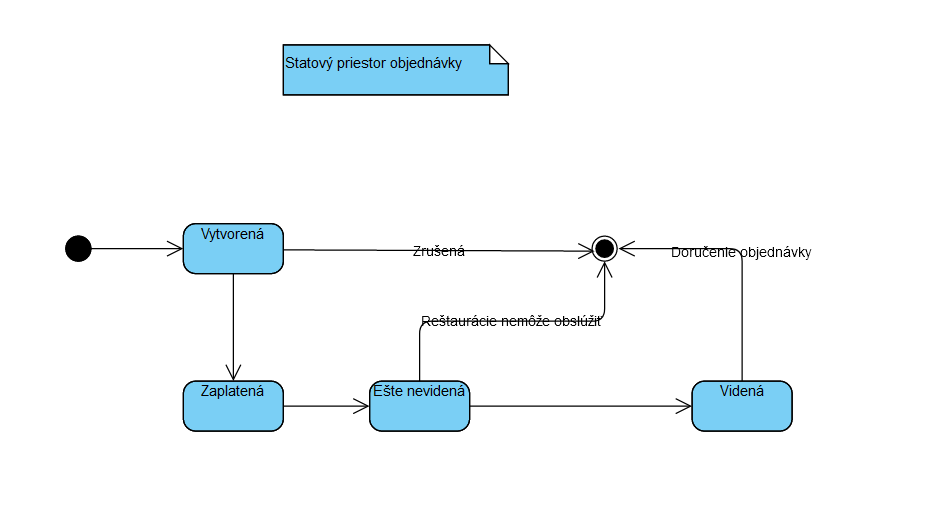 Statový priestor objednávky
Vytvorená
Zrušená
Doručenie objednávky
Reštaurácie nemôže obslúžiť
Zaplatená
Ešte nevidená
Videná